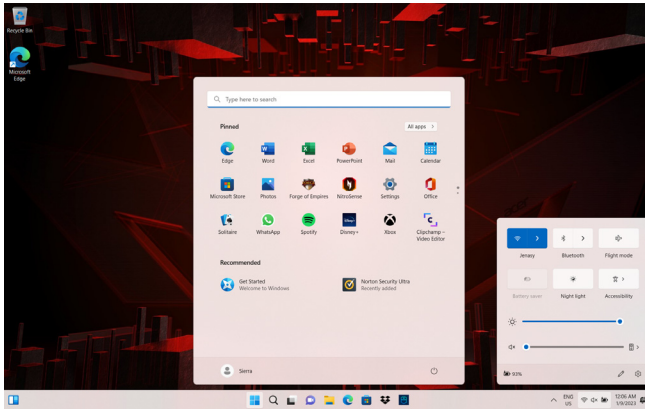 Recycle Bin
Microsoft
Edge
Type here to search
Pinned
All apps
Edge
Word
Excel
PowerPoint
Mail
Calendar
Microsoft Store
Photos
Forge of Empires
NitroSense
Settings
Office
Solitaire
WhatsApp
Spotify
Disney+
Xbox
Clipchamp –
Video Editor
Recommended
Get Started
Welcome to Windows
Norton Security Ultra
Recently added
Sierra
Jenasy
Bluetooth
Flight mode
Battery saver
Night light
Accessibility
93%
ENG
US
12:06 AM
1/9/2023